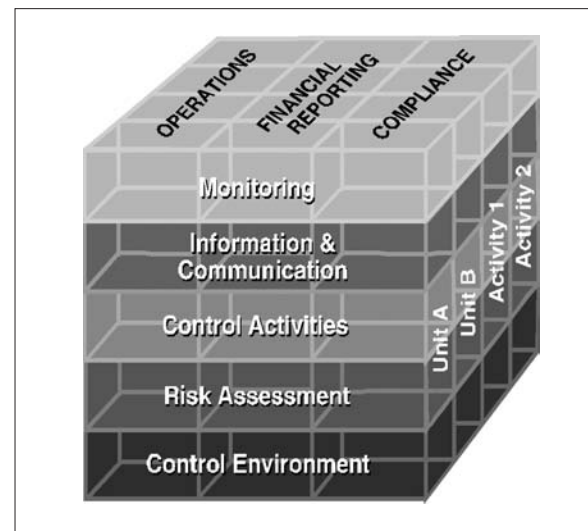 OPERATIONS
FINANCIAL
REPORTING
COMPLIANCE
Monitoring
Information &
Communication
Control Activities
Risk Assessment
Control Environment
Unit A
Unit B
Activity 1
Activity 2